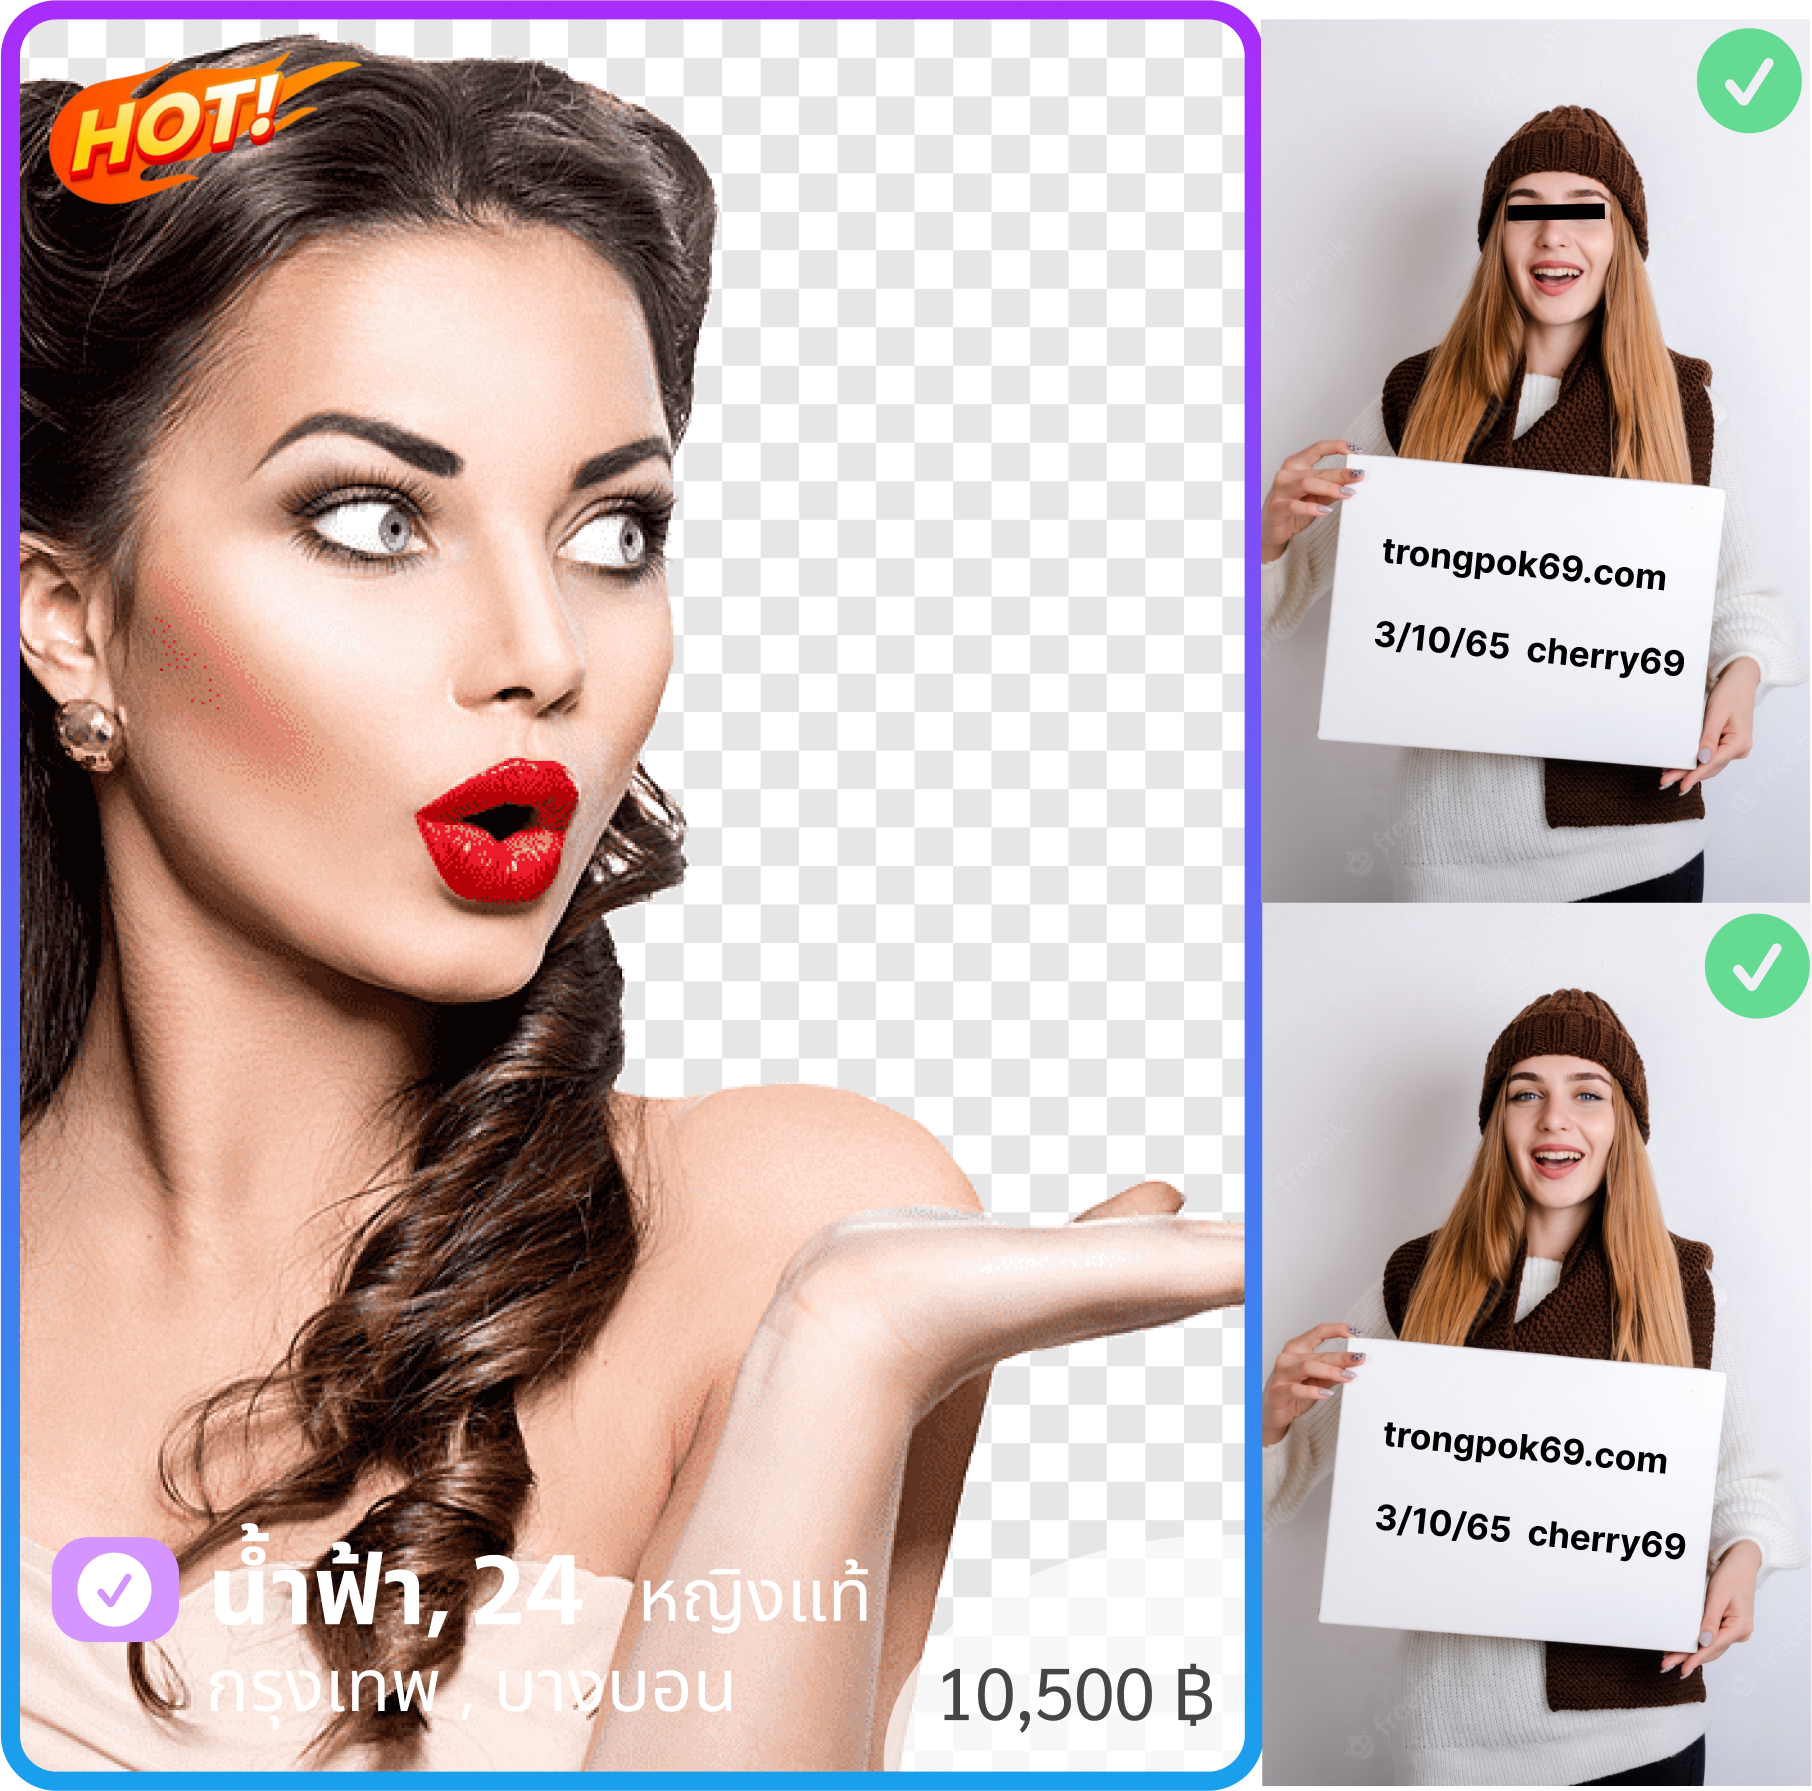 HOT!
น้ำฟ้า, 24 หญิงแท้
กรุงเทพ , บางบอน
10,500 ฿
trongpok69.com
3/10/65 cherry69
trongpok69.com
3/10/65 cherry69